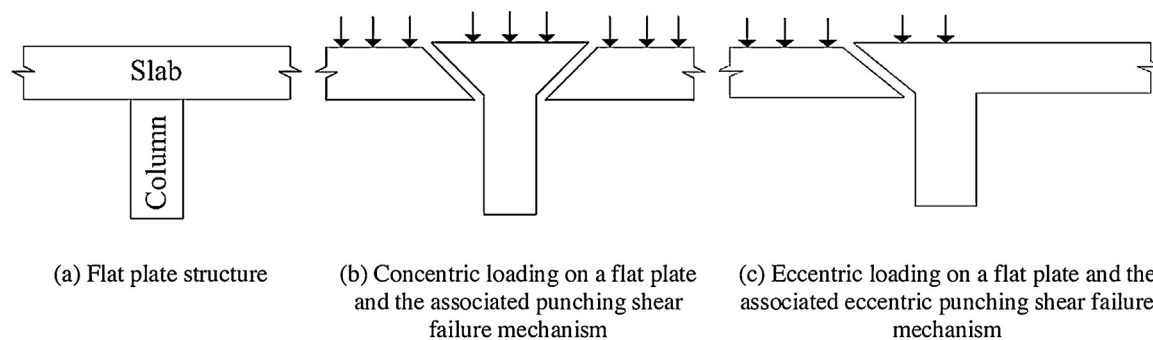 Slab
Column
(a) Flat plate structure
(b) Concentric loading on a flat plate
and the associated punching shear
failure mechanism
(c) Eccentric loading on a flat plate and the
associated eccentric punching shear failure
mechanism